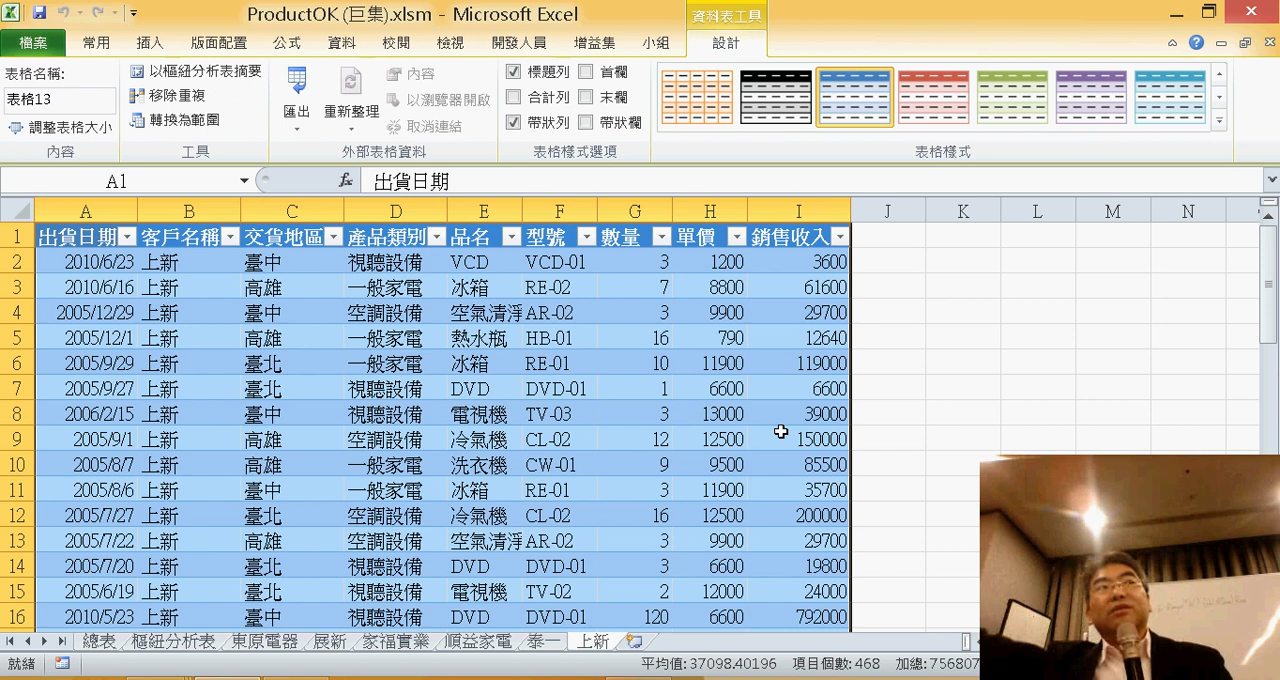 ProductOK (巨集).xlsm - Microsoft Excel
資料表工具
檔案 常用 插入 版面配置 公式 資料 校閱 檢視 開發人員 增益集 小組 設計
表格名稱:
表格13
調整表格大小
內容
以樞紐分析表摘要
移除重複
轉換為範圍
工具
匯出
重新整理
內容
以瀏覽器開啟
取消連結
外部表格資料
標題列 首欄
合計列 末欄
帶狀列 帶狀欄
表格樣式選項
表格樣式
A1 fx 出貨日期
A B C D E F G H I J K L M N
1 出貨日期 客戶名稱 交貨地區 產品類別 品名 型號 數量 單價 銷售收入
2 2010/6/23 上新 臺中 視聽設備 VCD VCD-01 3 1200 3600
3 2010/6/16 上新 高雄 一般家電 冰箱 RE-02 7 8800 61600
4 2005/12/29 上新 臺中 空調設備 空氣清淨 AR-02 3 9900 29700
5 2005/12/1 上新 高雄 一般家電 熱水瓶 HB-01 16 790 12640
6 2005/9/29 上新 臺北 一般家電 冰箱 RE-01 10 11900 119000
7 2005/9/27 上新 臺北 視聽設備 DVD DVD-01 1 6600 6600
8 2006/2/15 上新 臺中 視聽設備 電視機 TV-03 3 13000 39000
9 2005/9/1 上新 高雄 空調設備 冷氣機 CL-02 12 12500 150000
10 2005/8/7 上新 高雄 一般家電 洗衣機 CW-01 9 9500 85500
11 2005/8/6 上新 臺中 一般家電 冰箱 RE-01 3 11900 35700
12 2005/7/27 上新 臺北 空調設備 冷氣機 CL-02 16 12500 200000
13 2005/7/22 上新 高雄 空調設備 空氣清淨 AR-02 3 9900 29700
14 2005/7/20 上新 臺北 視聽設備 DVD DVD-01 3 6600 19800
15 2005/6/19 上新 臺北 視聽設備 電視機 TV-02 2 12000 24000
16 2010/5/23 上新 臺中 視聽設備 DVD DVD-01 120 6600 792000
總表 樞紐分析表 東原電器 展新 家福實業 順益家電 泰一 上新
就緒 平均值: 37098.40196 項目個數: 468 加總: 756807